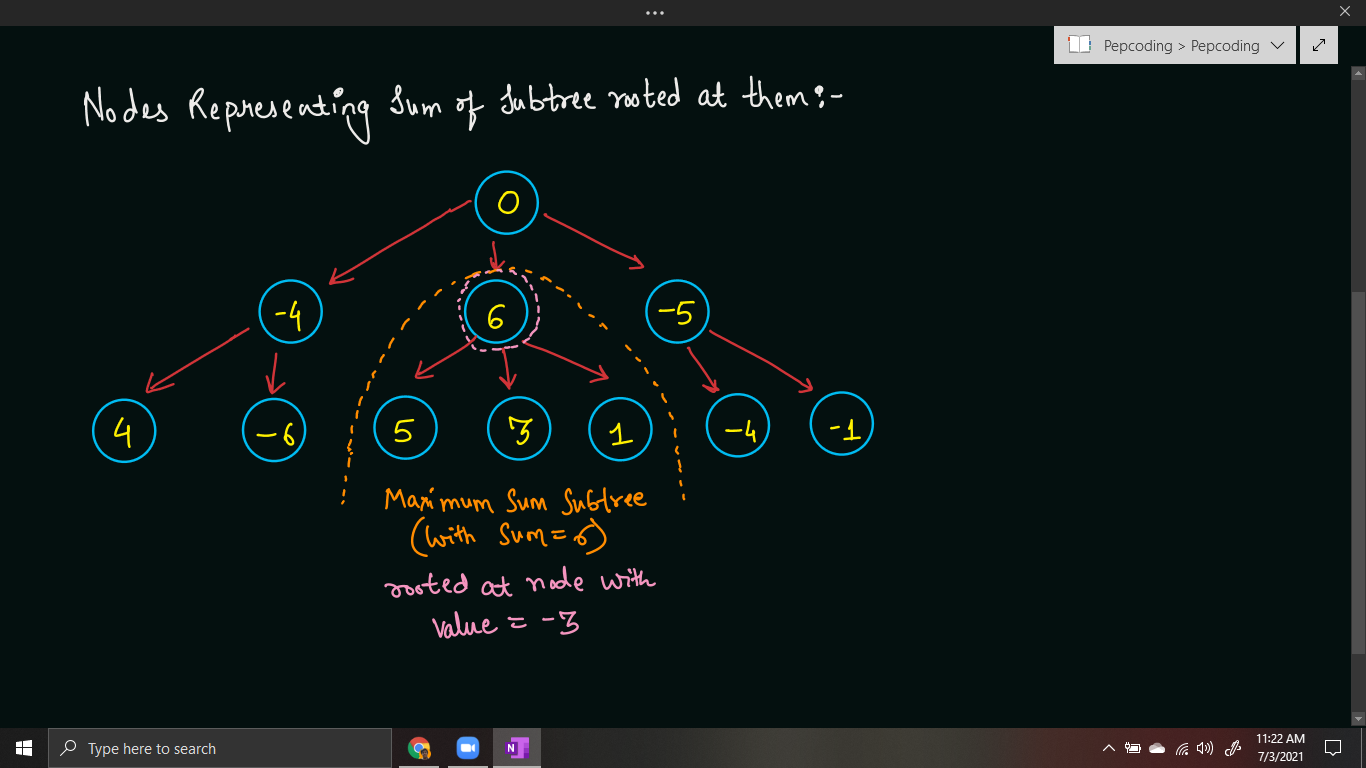 Pepcoding > Pepcoding
Nodes Representing Sum of Subtree rooted at them:-
0
-4 6 -5
4 -6 5 3 1 -4 -1
Maximum Sum Subtree
(with Sum = 6)
rooted at node with
value = -3
Type here to search
N
11:22 AM
7/3/2021